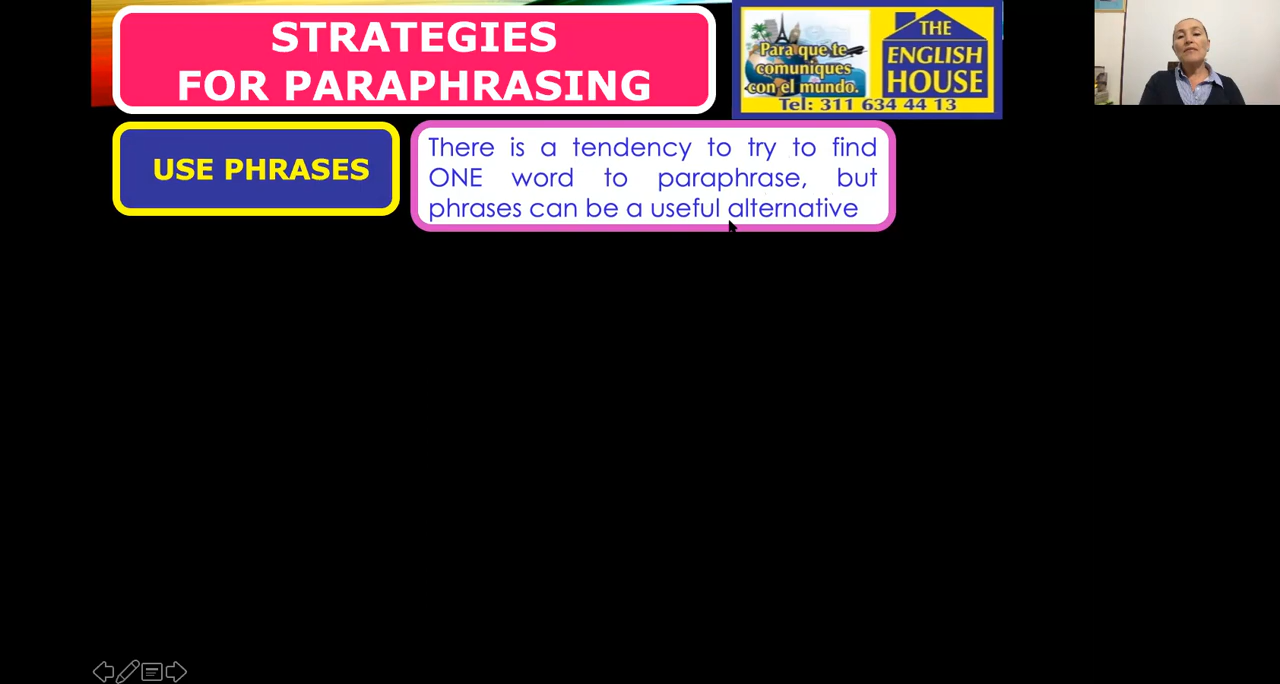 STRATEGIES
FOR PARAPHRASING
Para que te
comuniques
con el mundo.
THE
ENGLISH
HOUSE
Tel: 311 634 44 13
USE PHRASES
There is a tendency to try to find
ONE word to paraphrase, but
phrases can be a useful alternative